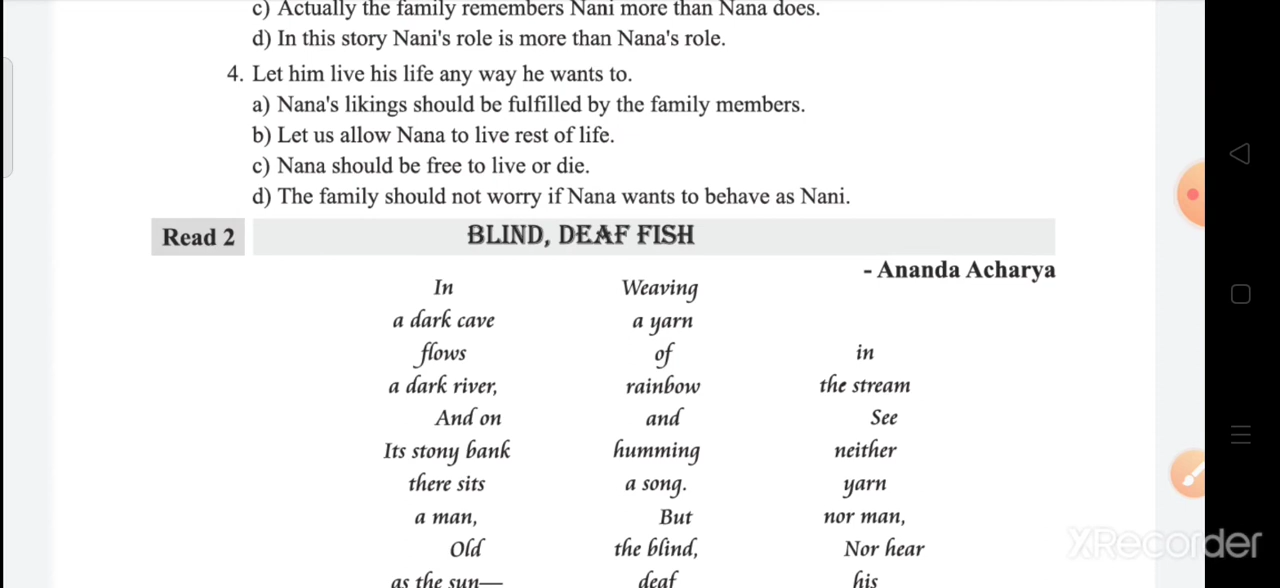 c) Actually the family remembers Nani more than Nana does.
d) In this story Nani's role is more than Nana's role.
4. Let him live his life any way he wants to.
a) Nana's likings should be fulfilled by the family members.
b) Let us allow Nana to live rest of life.
c) Nana should be free to live or die.
d) The family should not worry if Nana wants to behave as Nani.
Read 2
BLIND, DEAF FISH
- Ananda Acharya
In
a dark cave
flows
a dark river,
And on
Its stony bank
there sits
a man,
Old
as the sun—
Weaving
a yarn
of
rainbow
and
humming
a song.
But
the blind,
deaf
in
the stream
See
neither
yarn
nor man,
Nor hear
his
XRecorder